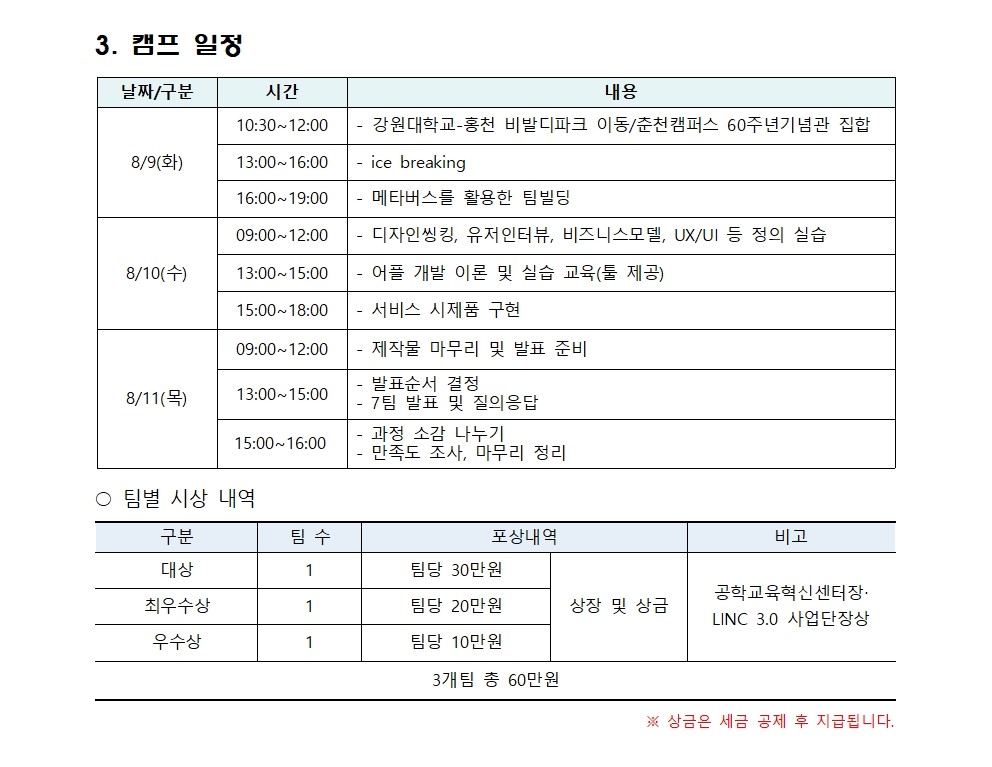 3. 캠프 일정
날짜/구분 시간 내용
8/9(화)
10:30~12:00 - 강원대학교-홍천 비발디파크 이동/춘천캠퍼스 60주년기념관 집합
13:00~16:00 - ice breaking
16:00~19:00 - 메타버스를 활용한 팀빌딩
8/10(수)
09:00~12:00 - 디자인씽킹, 유저인터뷰, 비즈니스모델, UX/UI 등 정의 실습
13:00~15:00 - 어플 개발 이론 및 실습 교육(툴 제공)
15:00~18:00 - 서비스 시제품 구현
8/11(목)
09:00~12:00 - 제작물 마무리 및 발표 준비
13:00~15:00 - 발표순서 결정
- 7팀 발표 및 질의응답
15:00~16:00 - 과정 소감 나누기
- 만족도 조사, 마무리 정리
○ 팀별 시상 내역
구분 팀 수 포상내역 비고
대상 1 팀당 30만원
최우수상 1 팀당 20만원
우수상 1 팀당 10만원
상장 및 상금
공학교육혁신센터장·
LINC 3.0 사업단장상
3개팀 총 60만원
※ 상금은 세금 공제 후 지급됩니다.